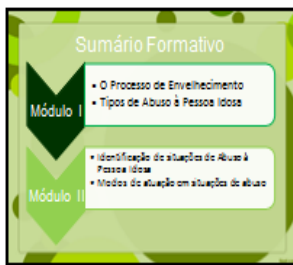 Sumário Formativo
Módulo I
• O Processo de Envelhecimento
• Tipos de Abuso à Pessoa Idosa
Módulo II
• Identificação de situações de Abuso à
Pessoa Idosa
• Modos de atuação em situações de abuso